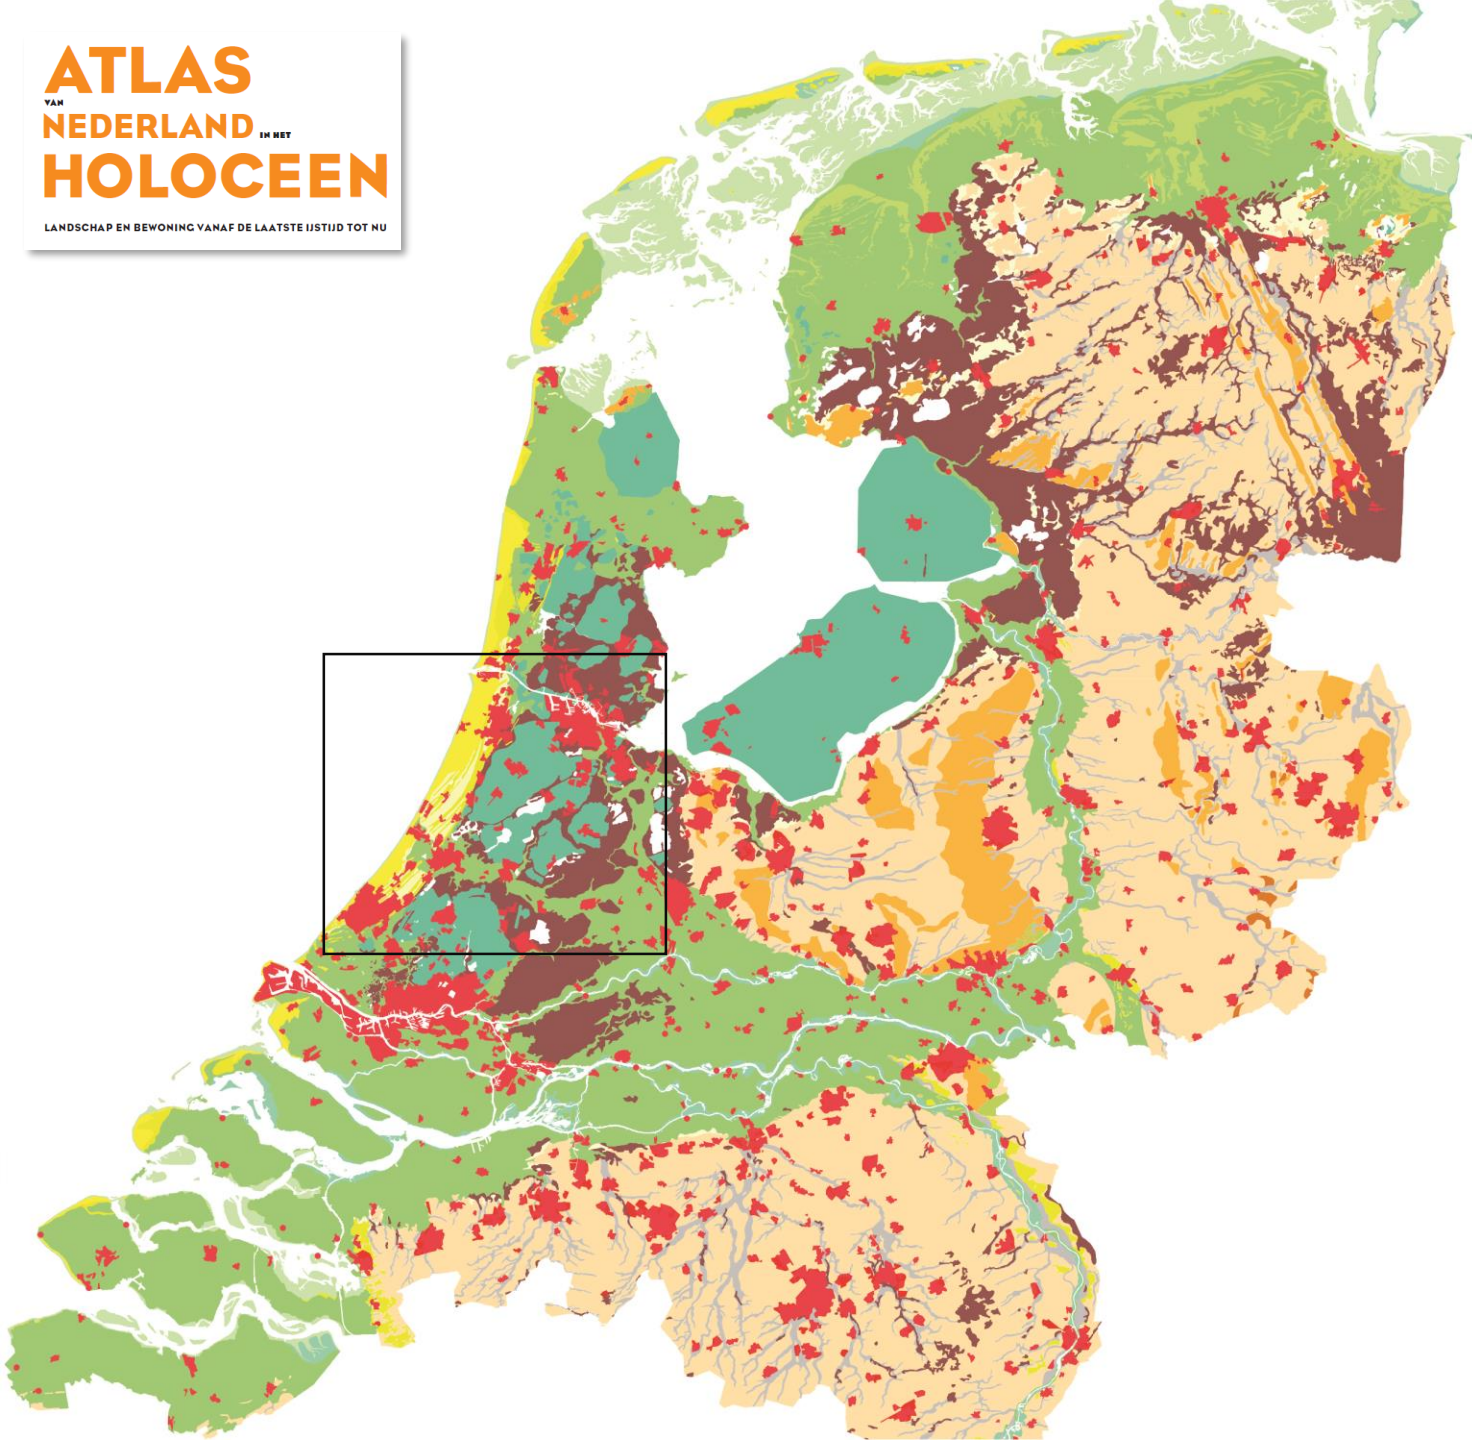 ATLAS
VAN
NEDERLAND IN HET
HOLOCEEN
LANDSCHAP EN BEWONING VANAF DE LAATSTE IJSTIJD TOT NU